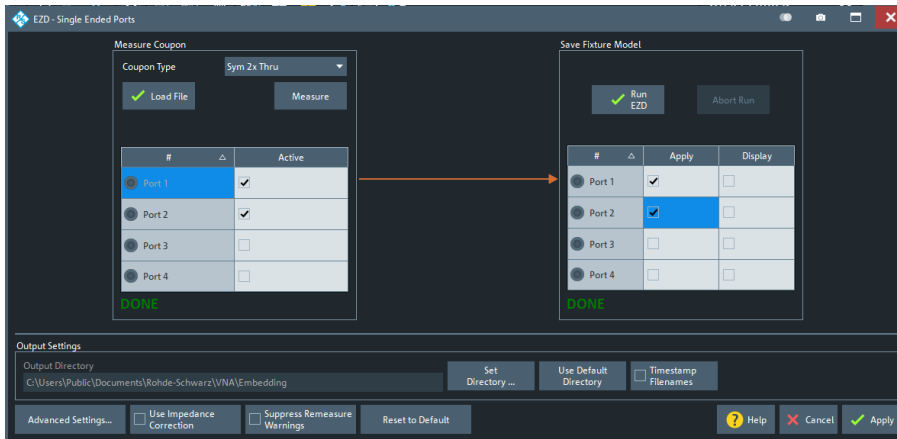 EZD - Single Ended Ports
Measure Coupon
Coupon Type
Sym 2x Thru
Load File
Measure
# Active
Port 1
Port 2
Port 3
Port 4
DONE
Save Fixture Model
Run
EZD
Abort Run
# Apply Display
Port 1
Port 2
Port 3
Port 4
DONE
Output Settings
Output Directory
C:\Users\Public\Documents\Rohde-Schwarz\VNA\Embedding
Set
Directory ...
Use Default
Directory
Timestamp
Filenames
Advanced Settings...
Use Impedance
Correction
Suppress Remeasure
Warnings
Reset to Default
? Help
Cancel
Apply